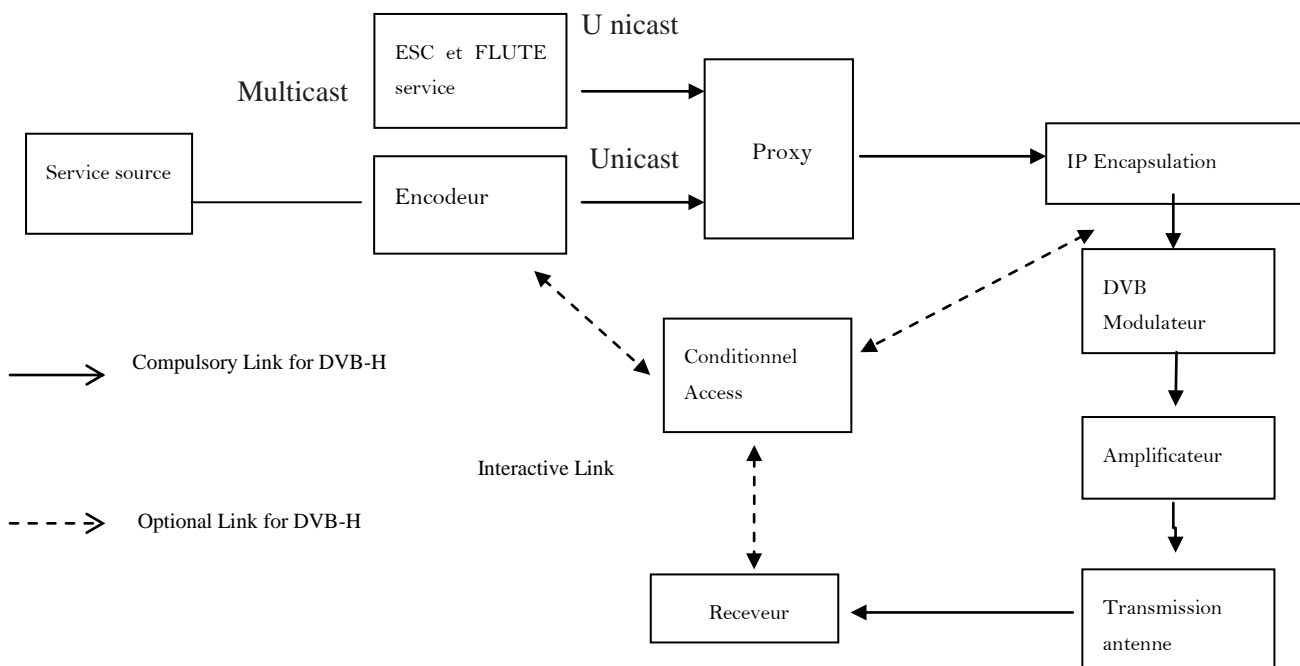 U nicast
ESC et FLUTE
service
Multicast
Proxy
Service source
Unicast
Encodeur
IP Encapsulation
DVB
Modulateur
Conditionnel
Access
Compulsory Link for DVB-H
Interactive Link
Amplificateur
Optional Link for DVB-H
Receveur
Transmission
antenne